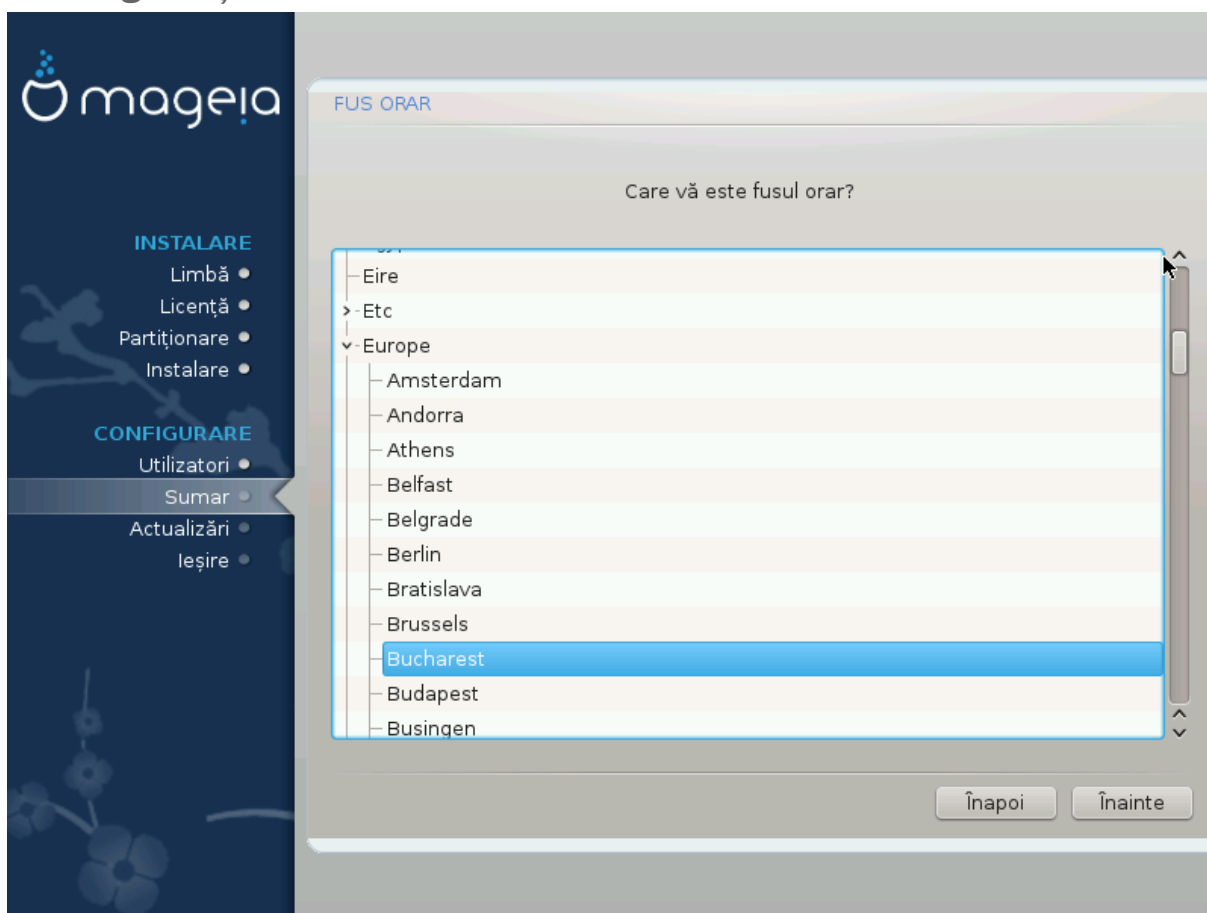 mageia
FUS ORAR
Care vă este fusul orar?
INSTALARE
Limbă
Licență
Partiționare
Instalare
CONFIGURARE
Utilizatori
Sumar
Actualizări
Ieșire
Eire
Etc
Europe
Amsterdam
Andorra
Athens
Belfast
Belgrade
Berlin
Bratislava
Brussels
Bucharest
Budapest
Busingen
Înapoi
Înainte